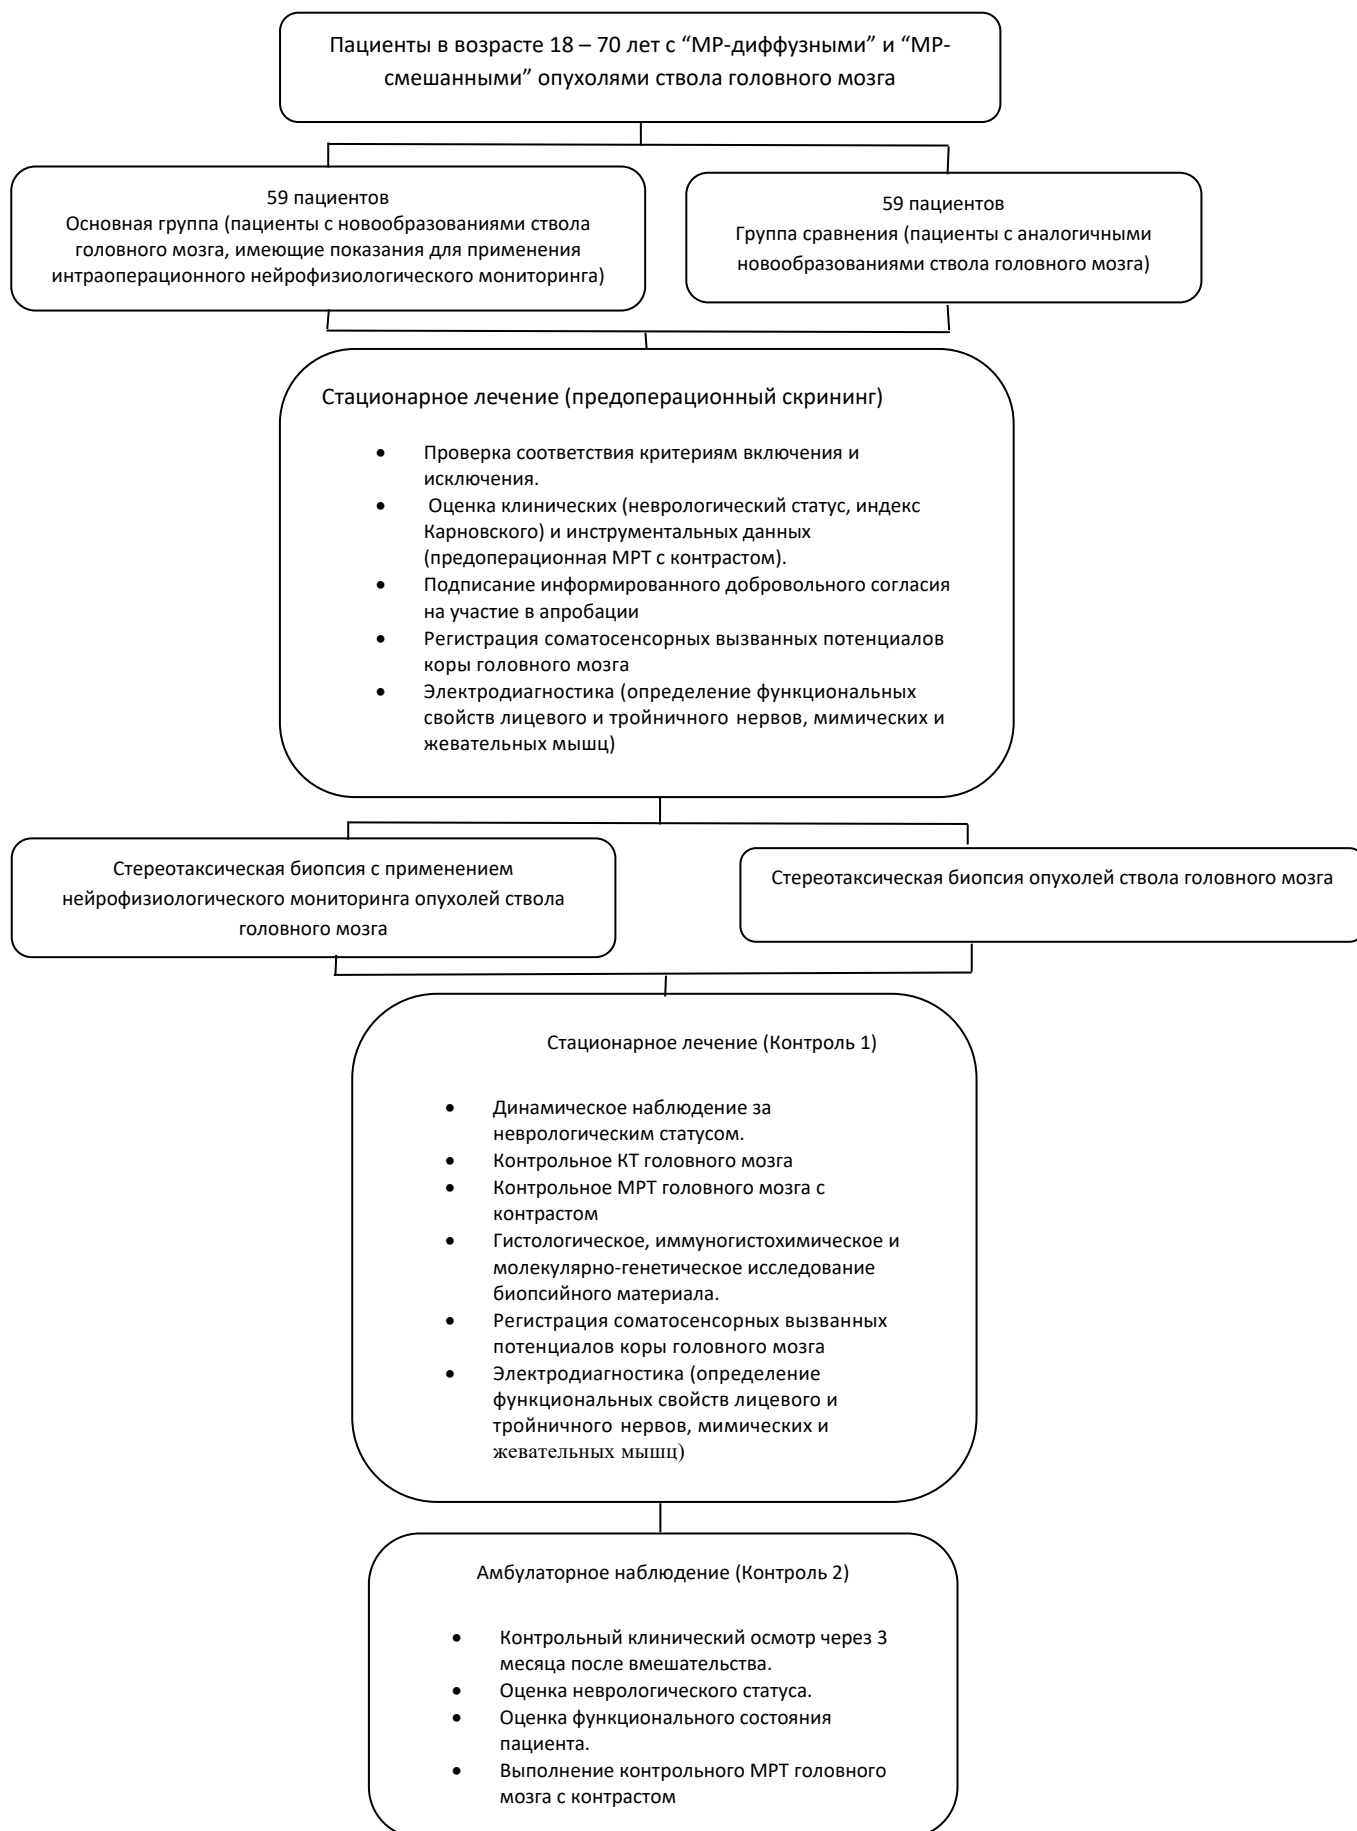 Пациенты в возрасте 18 – 70 лет с “МР-диффузными” и “МР-
смешанными” опухолями ствола головного мозга
59 пациентов
Основная группа (пациенты с новообразованиями ствола
головного мозга, имеющие показания для применения
интраоперационного нейрофизиологического мониторинга)
59 пациентов
Группа сравнения (пациенты с аналогичными
новообразованиями ствола головного мозга)
Стационарное лечение (предоперационный скрининг)
• Проверка соответствия критериям включения и
исключения.
• Оценка клинических (неврологический статус, индекс
Карновского) и инструментальных данных
(предоперационная МРТ с контрастом).
• Подписание информированного добровольного согласия
на участие в апробации
• Регистрация соматосенсорных вызванных потенциалов
коры головного мозга
• Электродиагностика (определение функциональных
свойств лицевого и тройничного нервов, мимических и
жевательных мышц)
Стереотаксическая биопсия с применением
нейрофизиологического мониторинга опухолей ствола
головного мозга
Стереотаксическая биопсия опухолей ствола головного мозга
Стационарное лечение (Контроль 1)
• Динамическое наблюдение за
неврологическим статусом.
• Контрольное КТ головного мозга
• Контрольное МРТ головного мозга с
контрастом
• Гистологическое, иммуногистохимическое и
молекулярно-генетическое исследование
биопсийного материала.
• Регистрация соматосенсорных вызванных
потенциалов коры головного мозга
• Электродиагностика (определение
функциональных свойств лицевого и
тройничного нервов, мимических и
жевательных мышц)
Амбулаторное наблюдение (Контроль 2)
• Контрольный клинический осмотр через 3
месяца после вмешательства.
• Оценка неврологического статуса.
• Оценка функционального состояния
пациента.
• Выполнение контрольного МРТ головного
мозга с контрастом